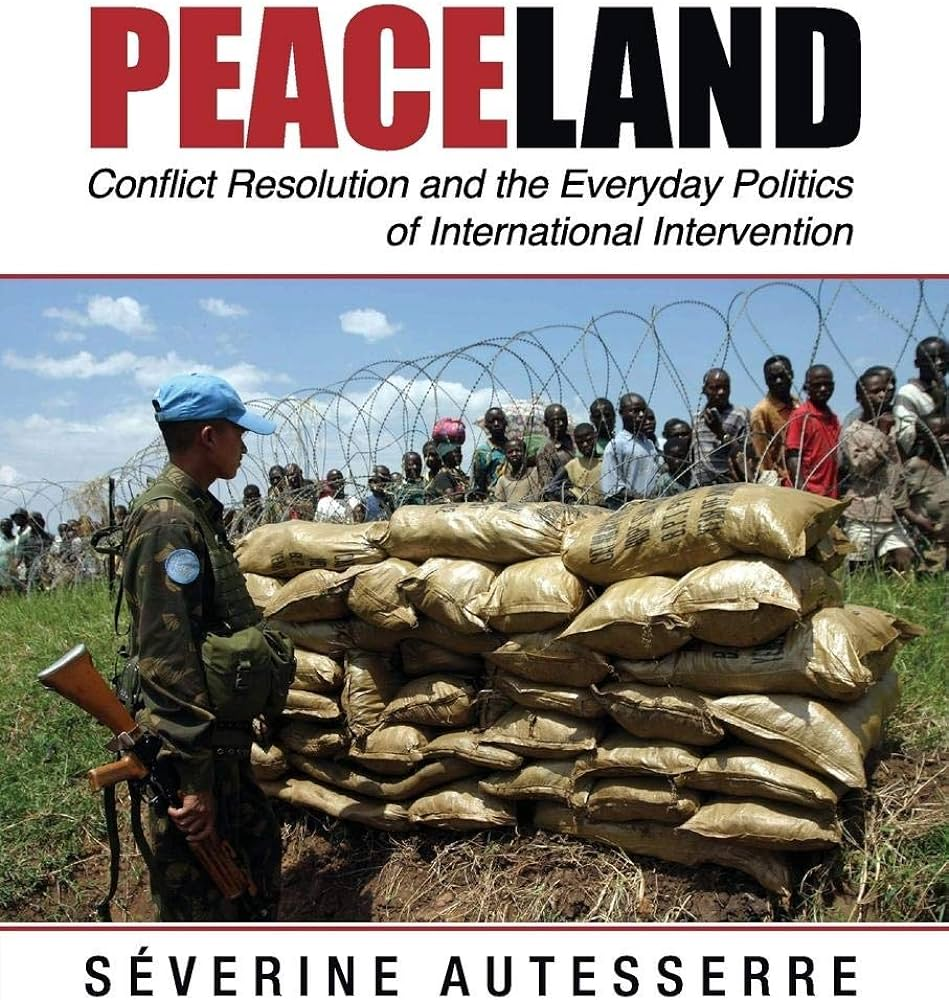 PEACELAND
Conflict Resolution and the Everyday Politics
of International Intervention
SÉVERINE AUTESSERRE